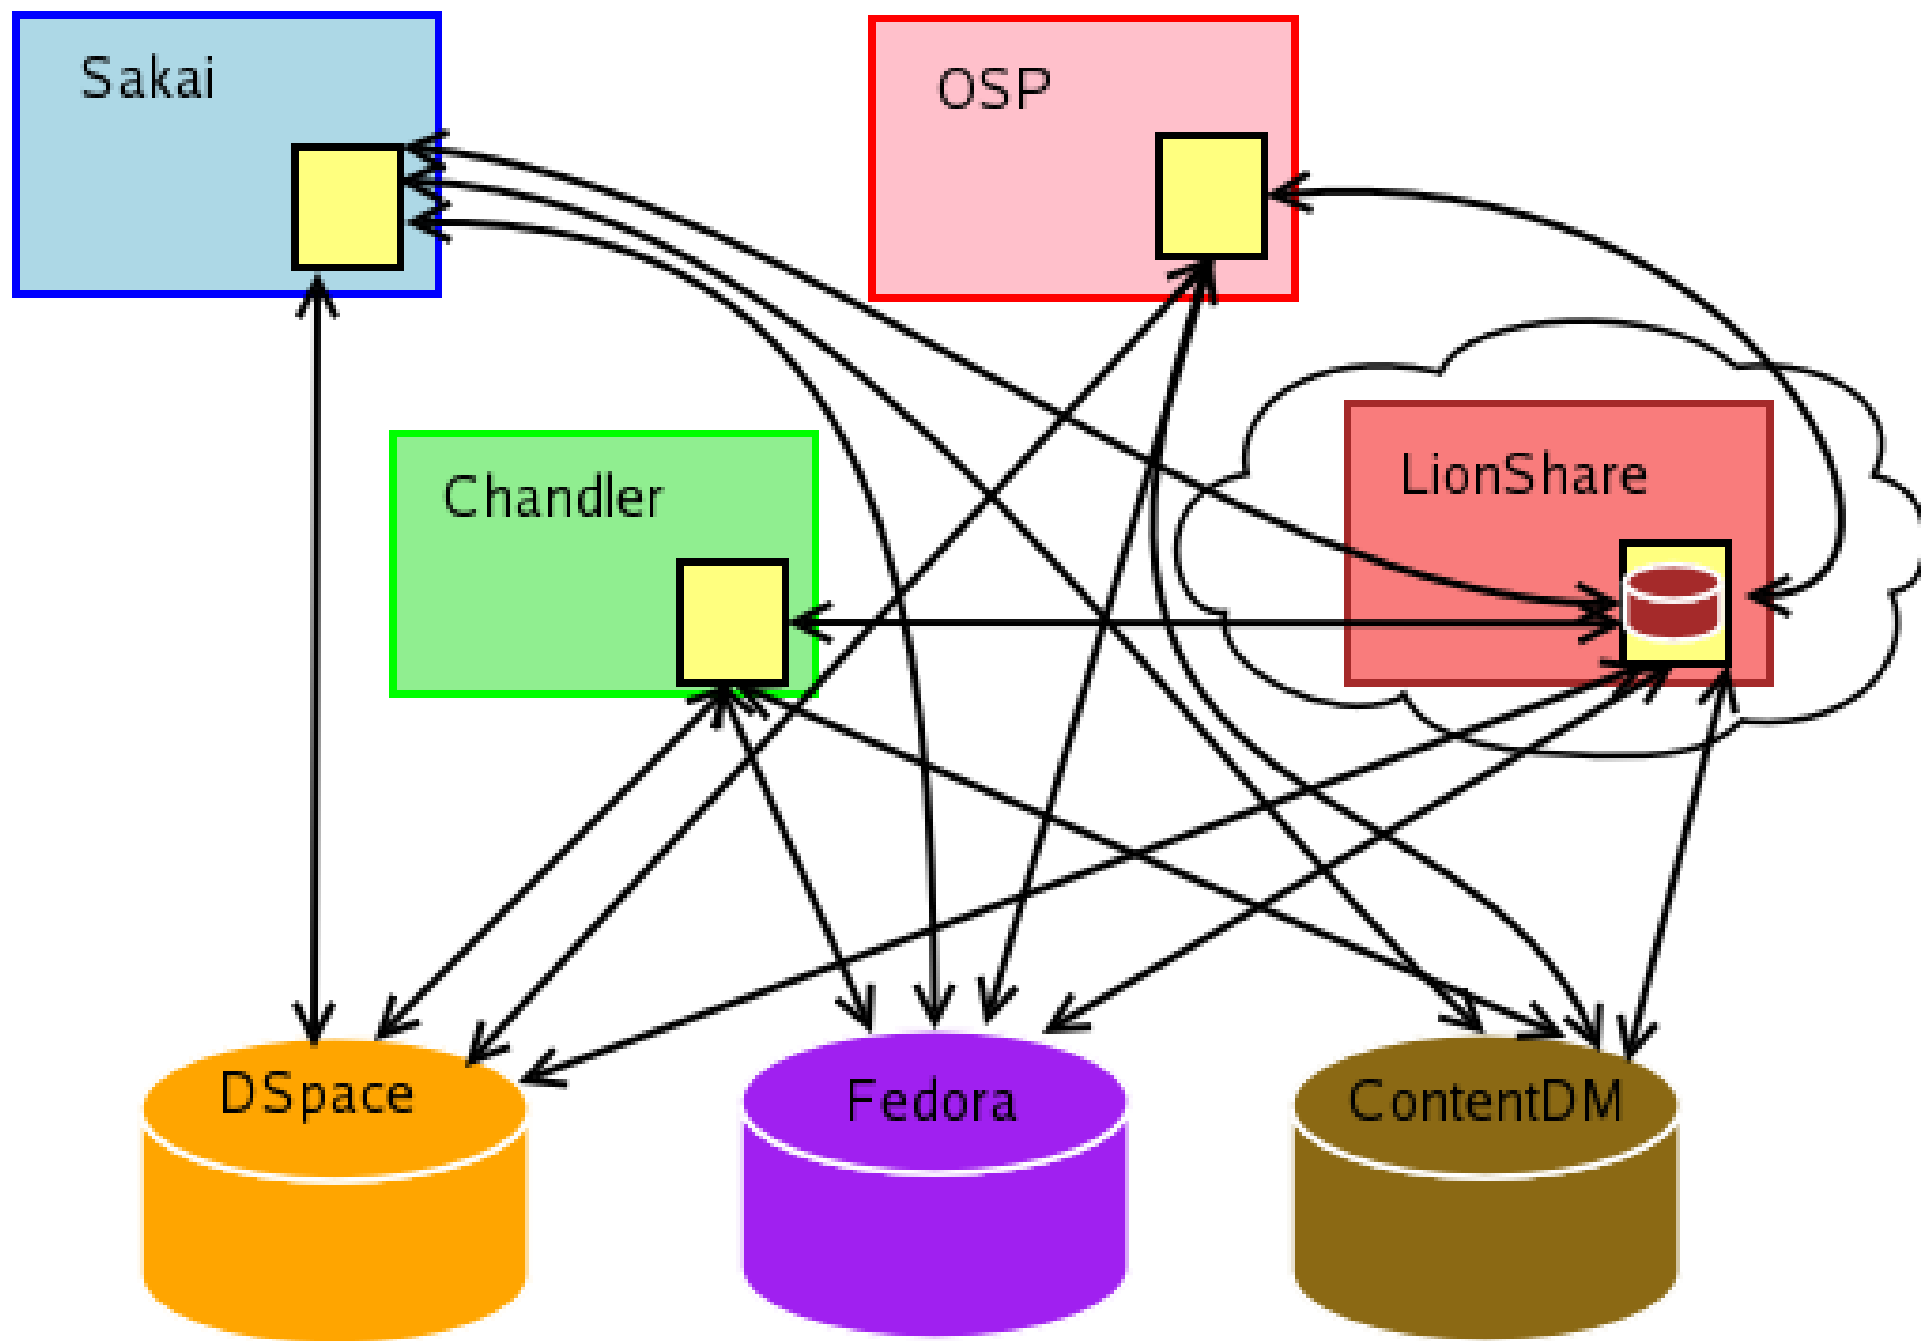 Sakai
OSP
Chandler
LionShare
DSpace
Fedora
ContentDM